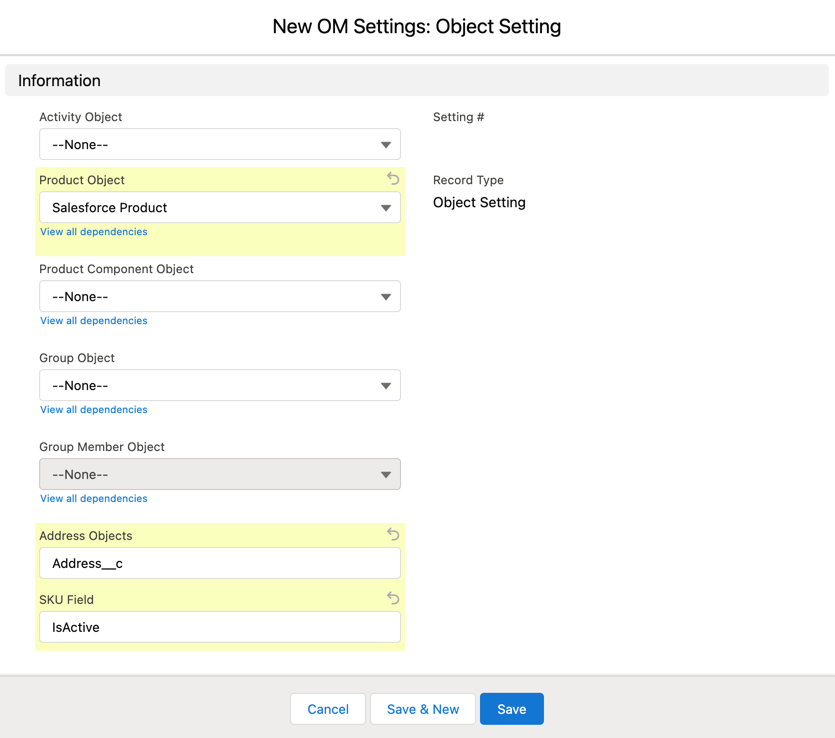 New OM Settings: Object Setting
Information
Activity Object
--None--
Setting #
Product Object
Salesforce Product
View all dependencies
Record Type
Object Setting
Product Component Object
--None--
View all dependencies
Group Object
--None--
View all dependencies
Group Member Object
--None--
View all dependencies
Address Objects
Address__c
SKU Field
IsActive
Cancel
Save & New
Save